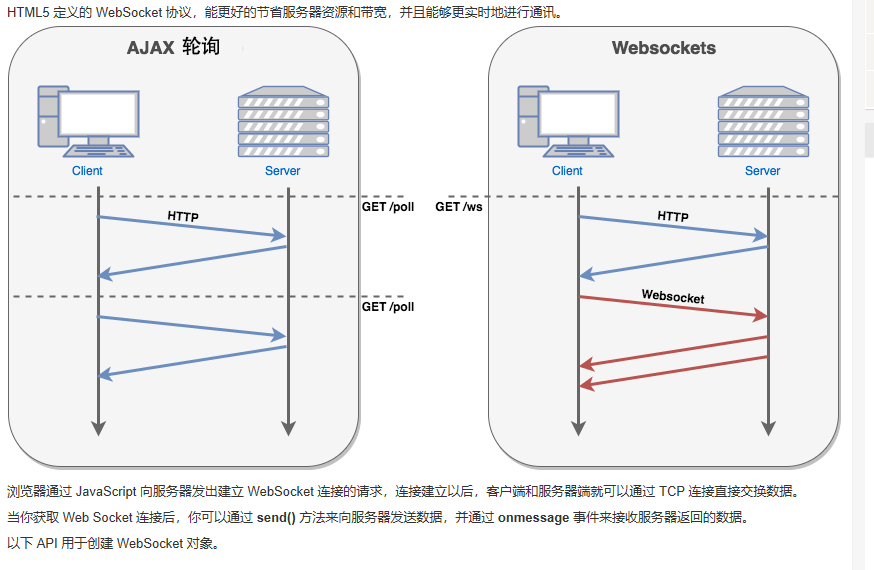 HTML5 定义的 WebSocket 协议，能更好的节省服务器资源和带宽，并且能够更实时地进行通讯。
AJAX 轮询
Client
Server
GET /poll
HTTP
GET /poll
Websockets
Client
Server
GET /ws
HTTP
Websocket
浏览器通过 JavaScript 向服务器发出建立 WebSocket 连接的请求，连接建立以后，客户端和服务器端就可以通过 TCP 连接直接交换数据。
当你获取 Web Socket 连接后，你可以通过 send() 方法来向服务器发送数据，并通过 onmessage 事件来接收服务器返回的数据。
以下 API 用于创建 WebSocket 对象。